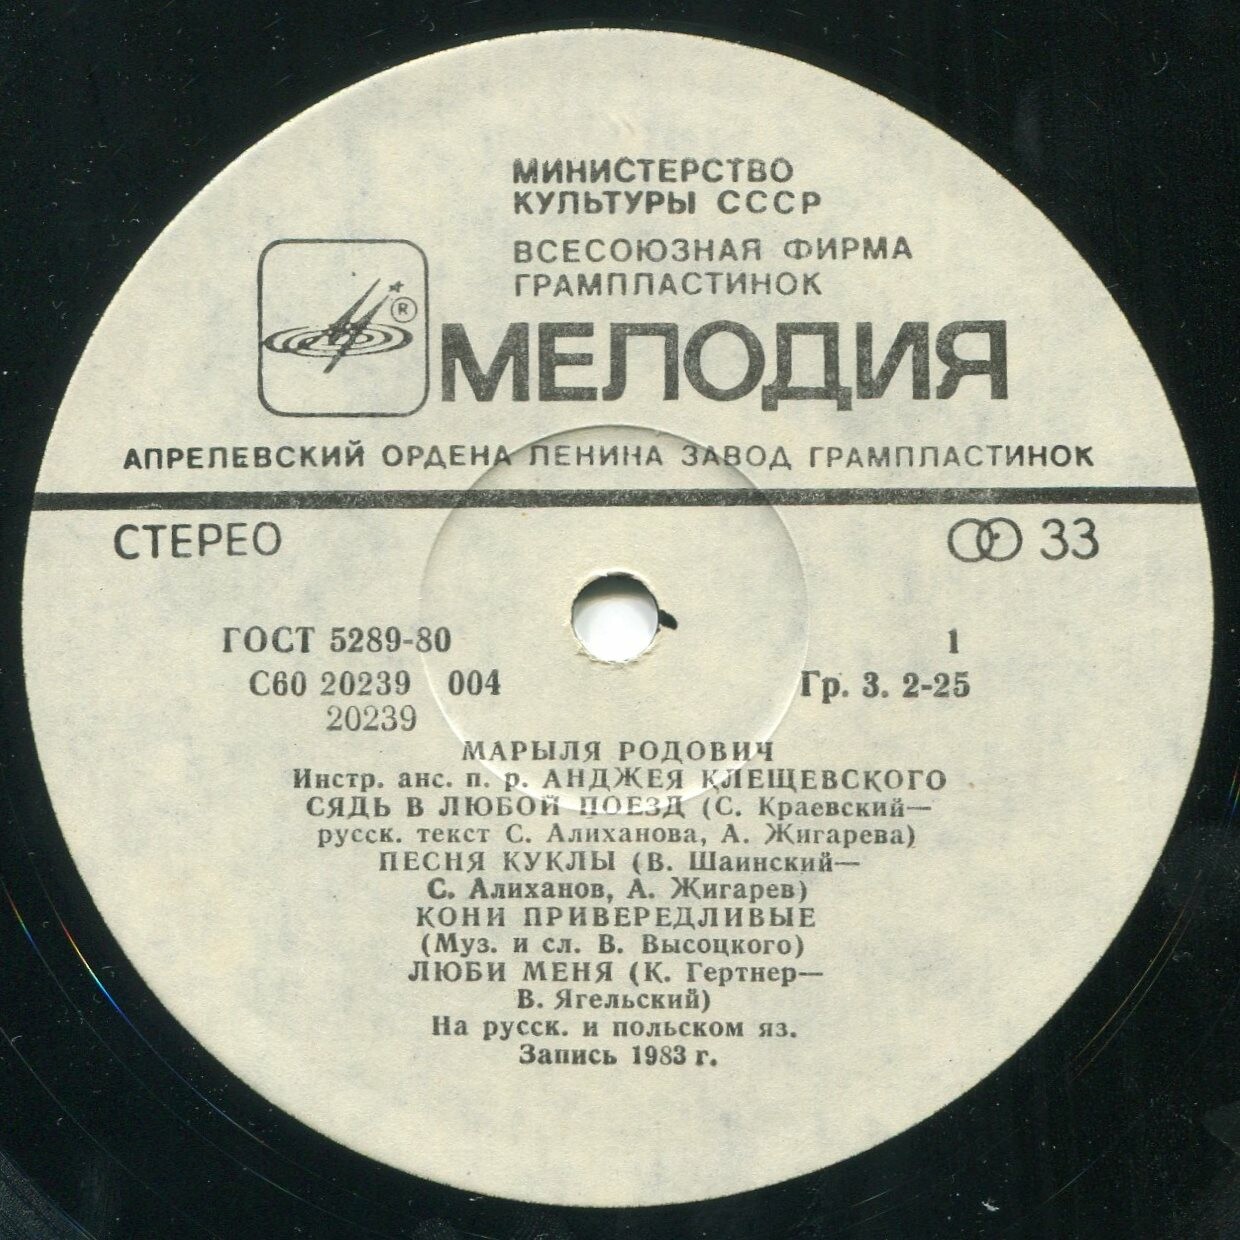 МИНИСТЕРСТВО
КУЛЬТУРЫ СССР
ВСЕСОЮЗНАЯ ФИРМА
ГРАМПЛАСТИНОК
®
МЕЛОДИЯ
АПРЕЛЕВСКИЙ ОРДЕНА ЛЕНИНА ЗАВОД ГРАМПЛАСТИНОК
СТЕРЕО 33
ГОСТ 5289-80 1
С60 20239 004 Гр. 3. 2-25
20239
МАРЫЛЯ РОДОВИЧ
Инстр. анс. п. р. АНДЖЕЯ КЛЕЩЕВСКОГО
СЯДЬ В ЛЮБОЙ ПОЕЗД (С. Краевский—
русск. текст С. Алиханова, А. Жигарева)
ПЕСНЯ КУКЛЫ (В. Шаинский—
С. Алиханов, А. Жигарев)
КОНИ ПРИВЕРЕДЛИВЫЕ
(Муз. и сл. В. Высоцкого)
ЛЮБИ МЕНЯ (К. Гертнер—
В. Ягельский)
На русск. и польском яз.
Запись 1983 г.